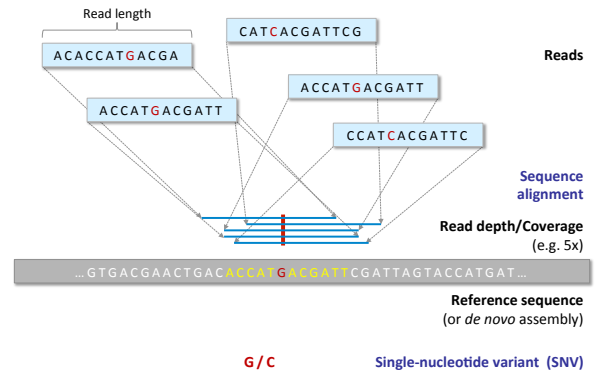 Read length
CATCACGATTCG
ACACCATGACGA
Reads
ACCATGACGATT
ACCATGACGATT
CCATCACGATTC
Sequence
alignment
Read depth/Coverage
(e.g. 5x)
...GTGACGAACTGACACCATGACGATTCGATTAGTACCATGAT...
Reference sequence
(or de novo assembly)
G / C
Single-nucleotide variant (SNV)